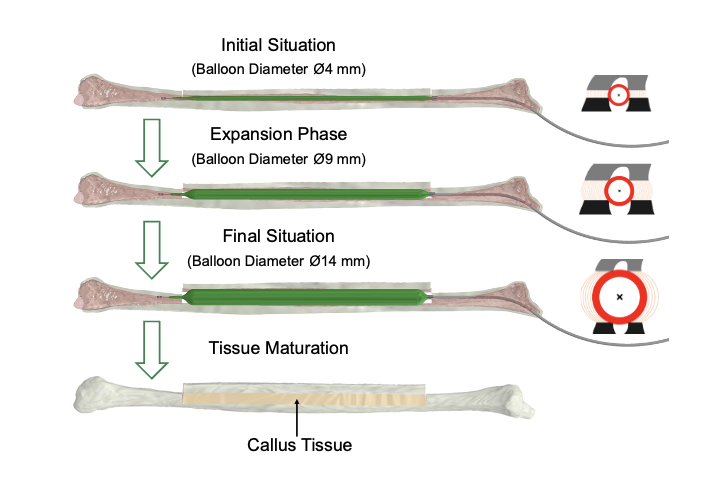 Initial Situation
(Balloon Diameter Ø4 mm)
Expansion Phase
(Balloon Diameter Ø9 mm)
Final Situation
(Balloon Diameter Ø14 mm)
Tissue Maturation
Callus Tissue